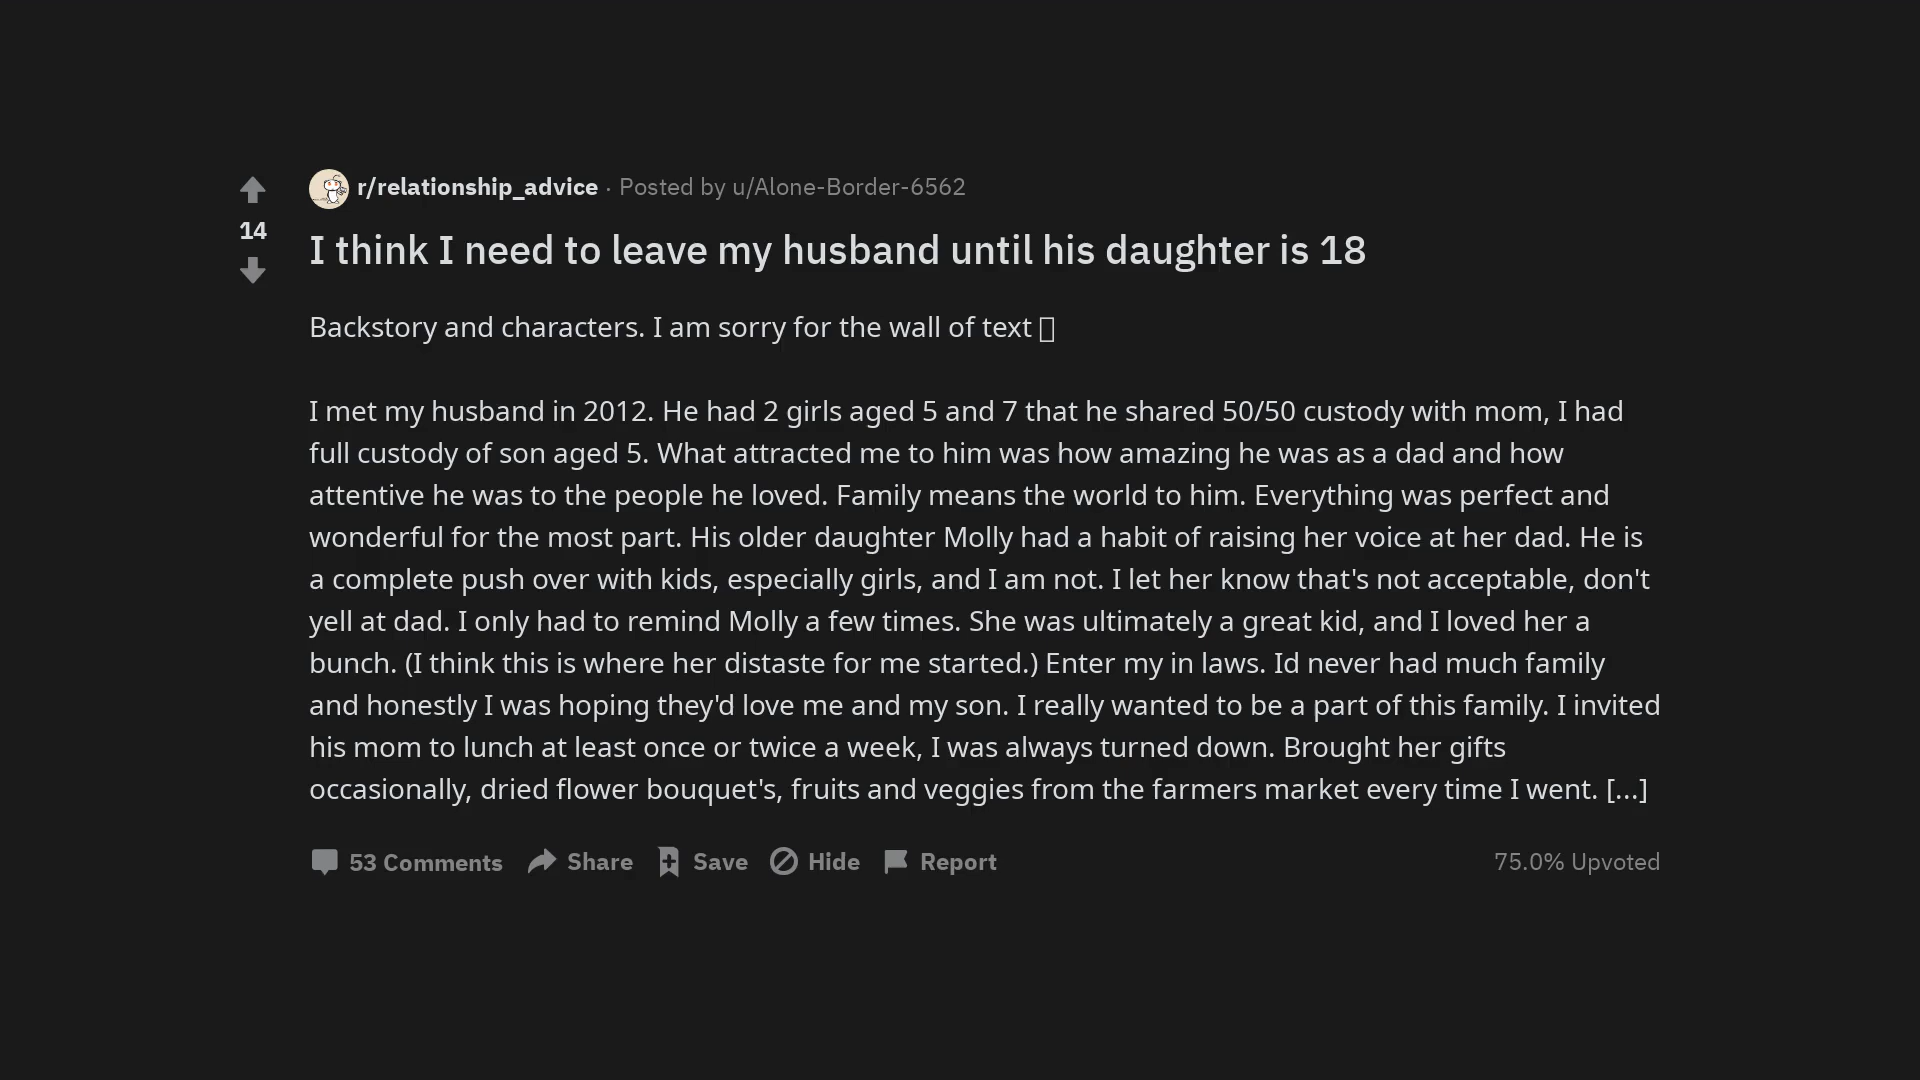 r/relationship_advice · Posted by u/Alone-Border-6562
14
I think I need to leave my husband until his daughter is 18
Backstory and characters. I am sorry for the wall of text
I met my husband in 2012. He had 2 girls aged 5 and 7 that he shared 50/50 custody with mom, I had
full custody of son aged 5. What attracted me to him was how amazing he was as a dad and how
attentive he was to the people he loved. Family means the world to him. Everything was perfect and
wonderful for the most part. His older daughter Molly had a habit of raising her voice at her dad. He is
a complete push over with kids, especially girls, and I am not. I let her know that's not acceptable, don't
yell at dad. I only had to remind Molly a few times. She was ultimately a great kid, and I loved her a
bunch. (I think this is where her distaste for me started.) Enter my in laws. Id never had much family
and honestly I was hoping they'd love me and my son. I really wanted to be a part of this family. I invited
his mom to lunch at least once or twice a week, I was always turned down. Brought her gifts
occasionally, dried flower bouquet's, fruits and veggies from the farmers market every time I went. [...]
53 Comments Share Save Hide Report 75.0% Upvoted